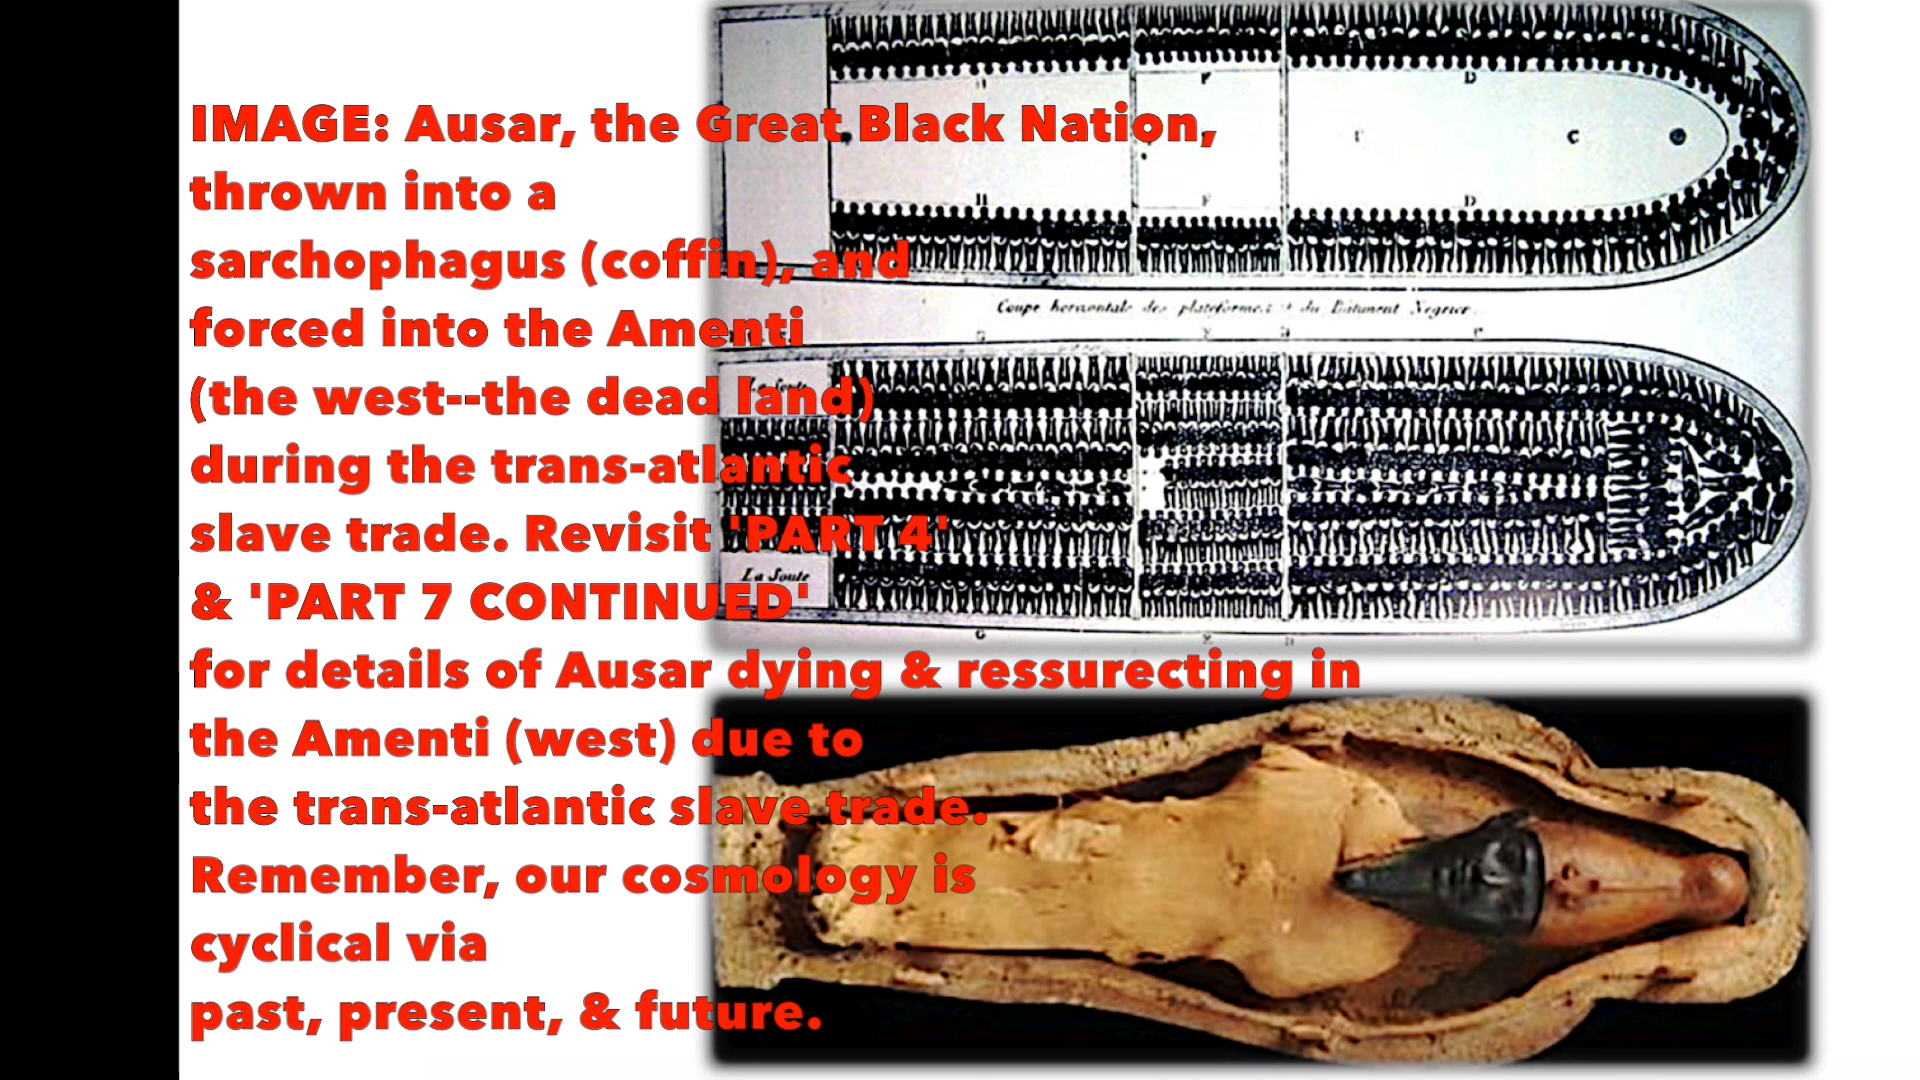 IMAGE: Ausar, the Great Black Nation,
thrown into a
sarchophagus (coffin), and
forced into the Amenti
(the west--the dead land)
during the trans-atlantic
slave trade. Revisit 'PART 4'
& 'PART 7 CONTINUED'
for details of Ausar dying & ressurecting in
the Amenti (west) due to
the trans-atlantic slave trade.
Remember, our cosmology is
cyclical via
past, present, & future.
F D
C
H F D
Coupe horizontale des plateformes du Bâtiment Negrier.
La Soute
La Soute
G